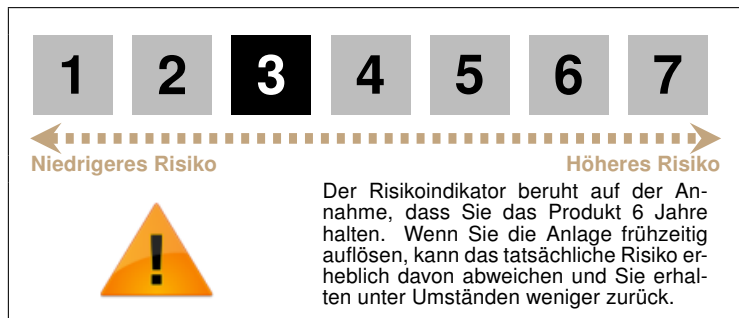 1 2 3 4 5 6 7
Niedrigeres Risiko Höheres Risiko
!
Der Risikoindikator beruht auf der An-
nahme, dass Sie das Produkt 6 Jahre
halten. Wenn Sie die Anlage frühzeitig
auflösen, kann das tatsächliche Risiko er-
heblich davon abweichen und Sie erhal-
ten unter Umständen weniger zurück.